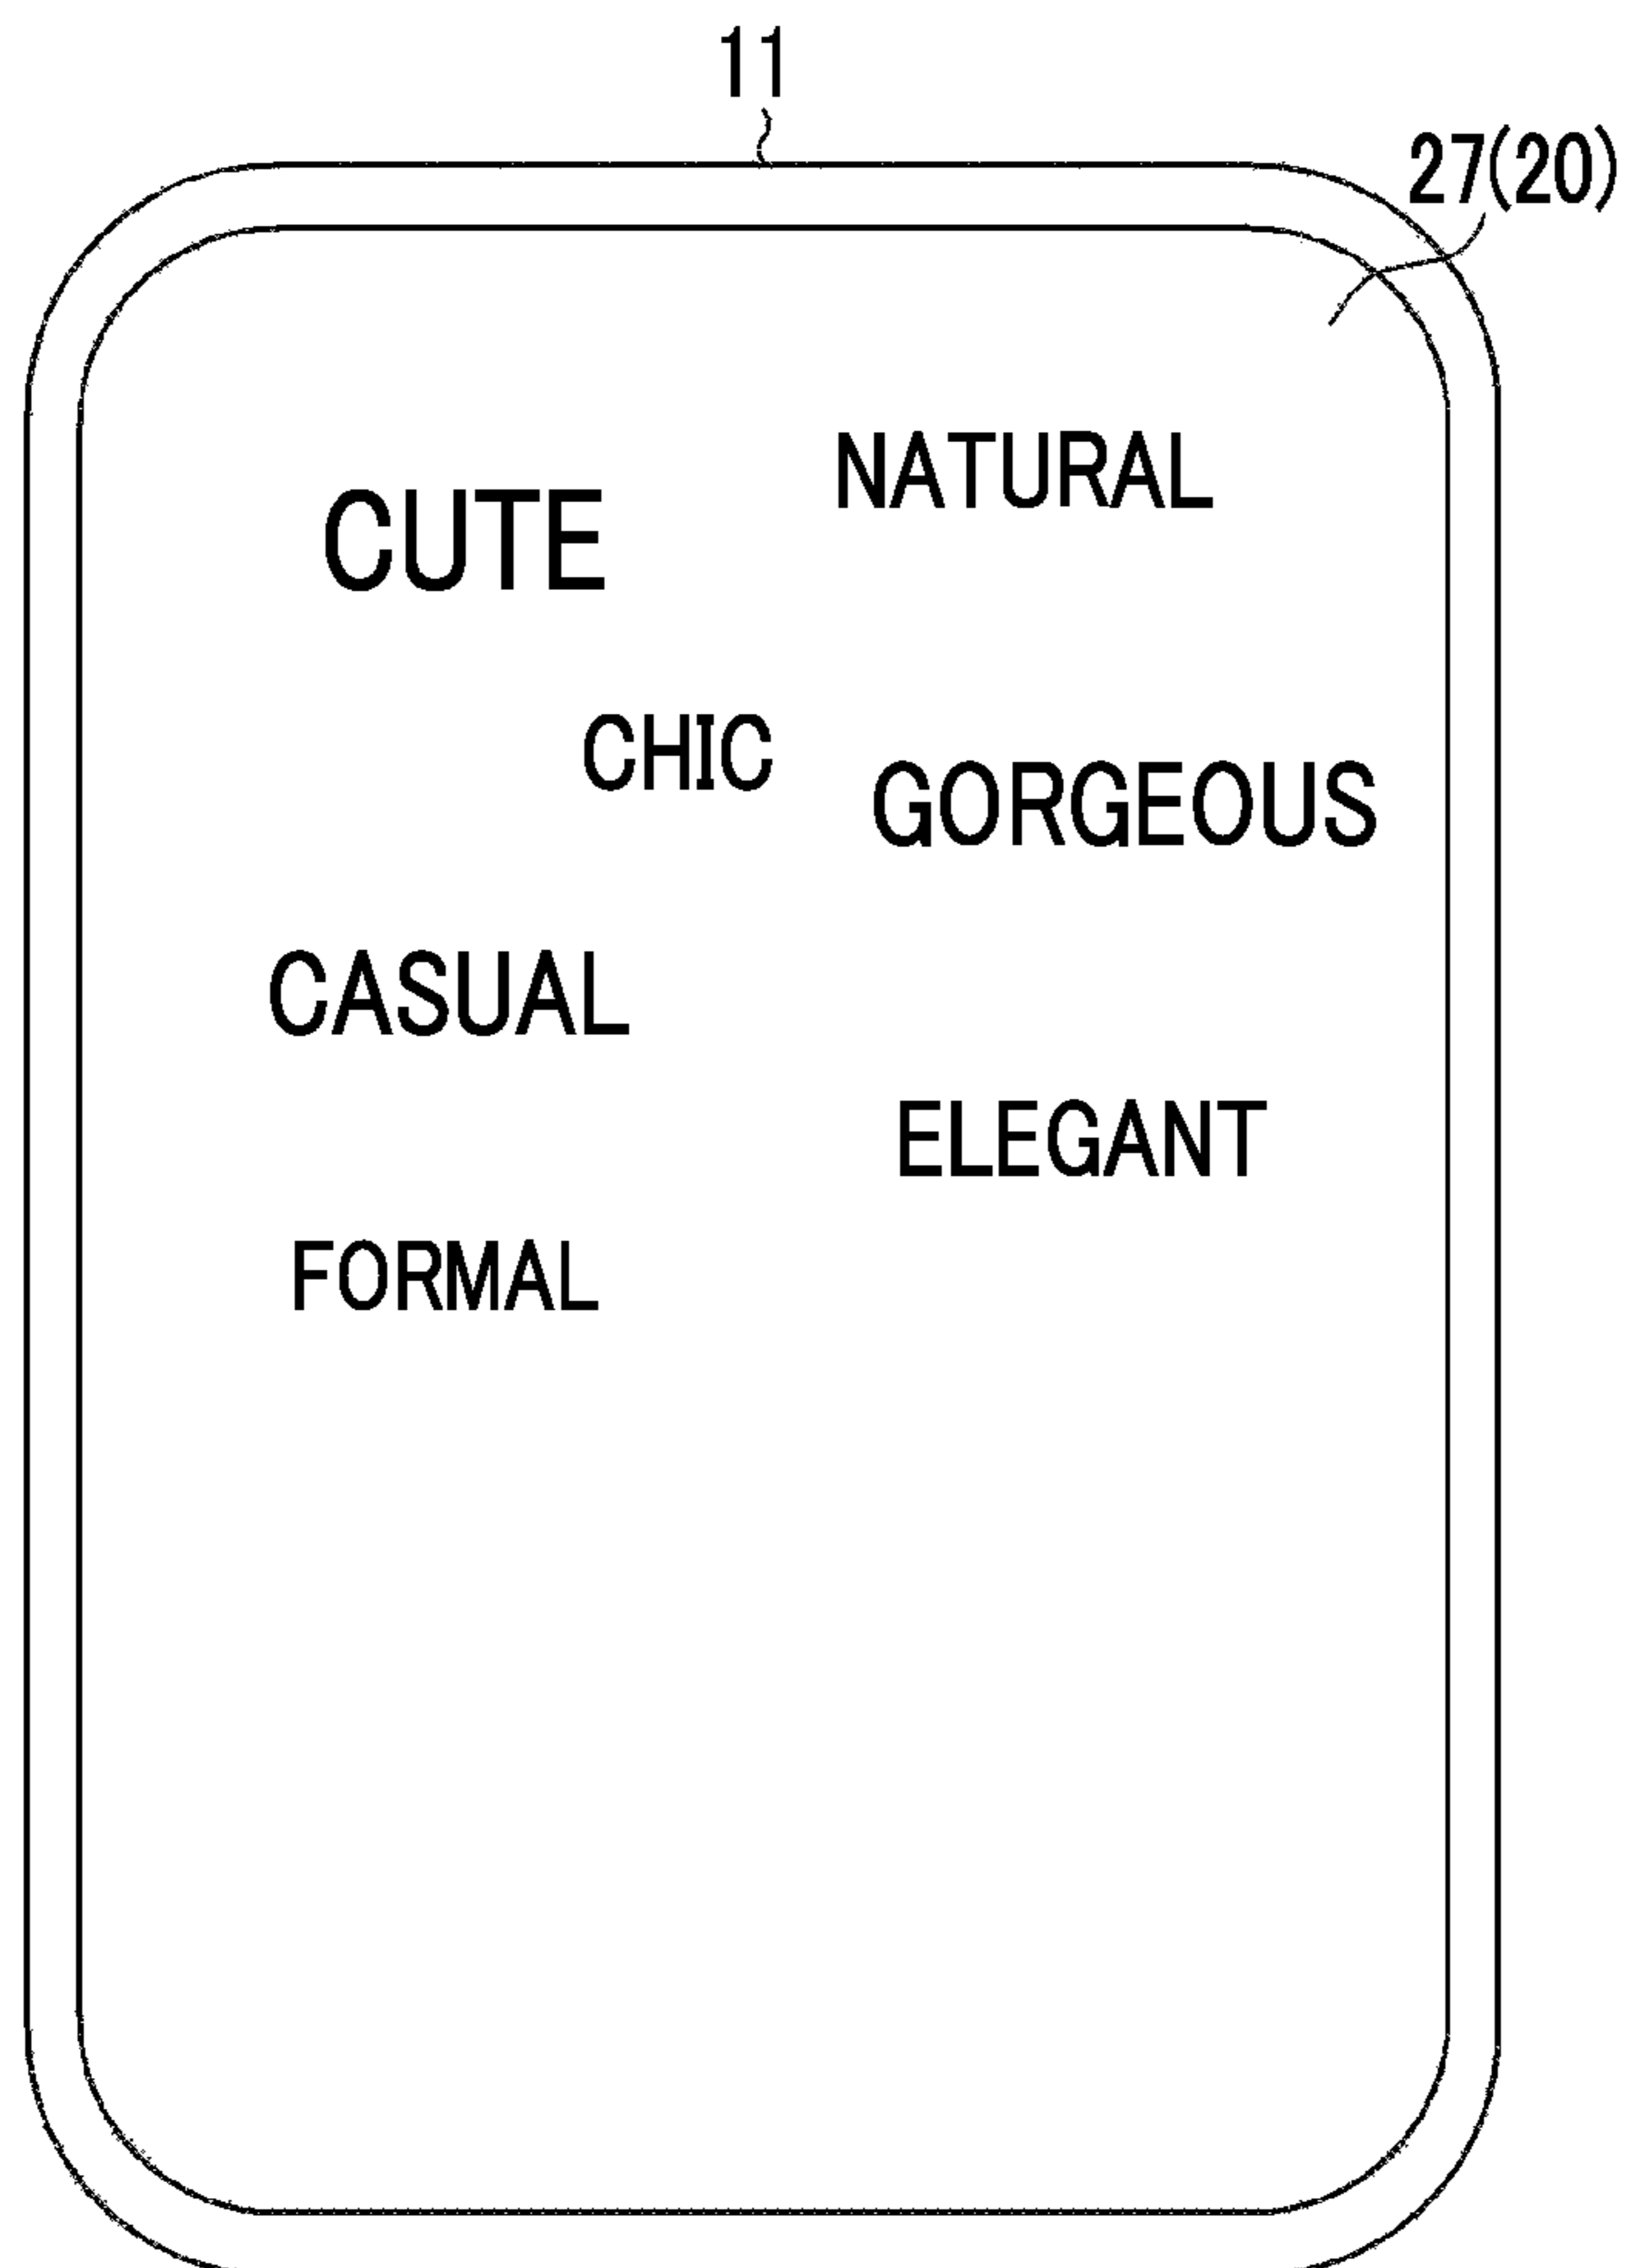 11
27(20)
NATURAL
CUTE
CHIC
GORGEOUS
CASUAL
ELEGANT
FORMAL